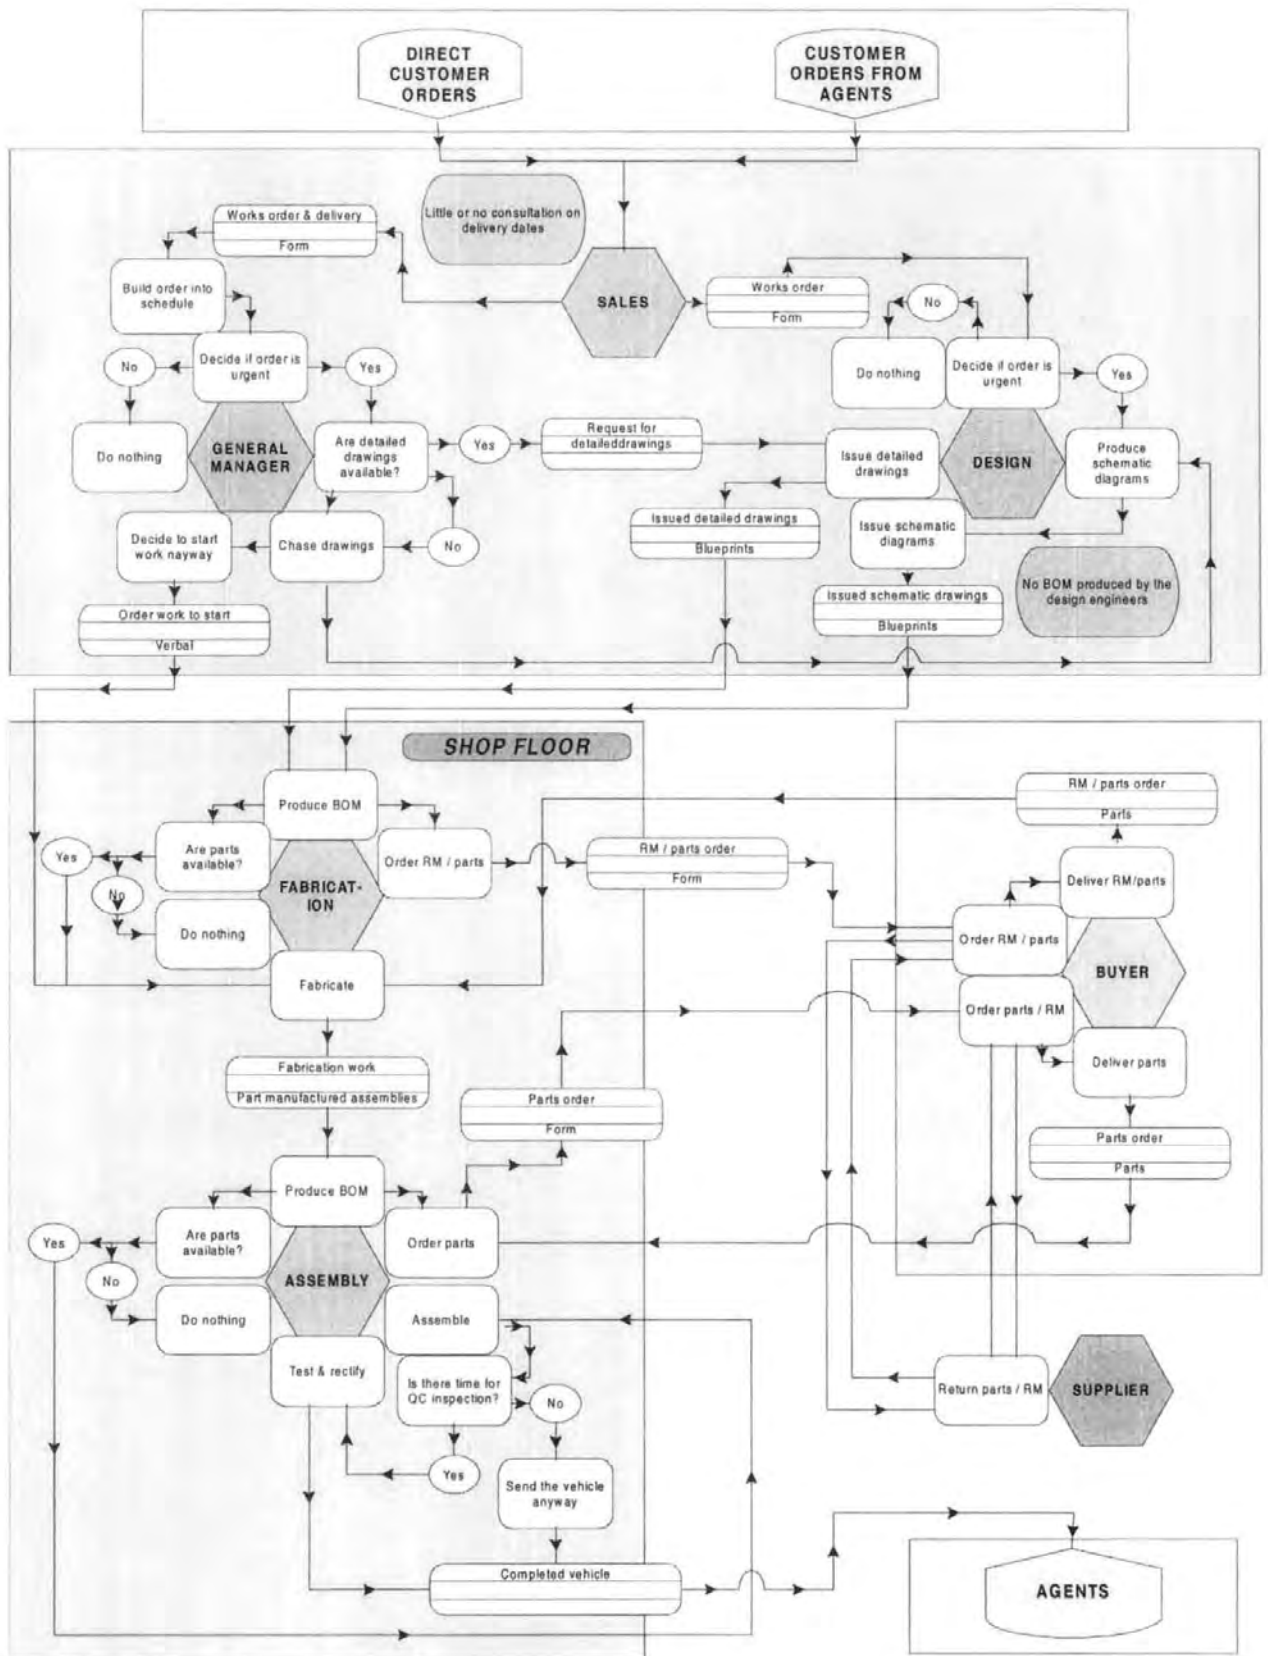 DIRECT
CUSTOMER
ORDERS
CUSTOMER
ORDERS FROM
AGENTS
Little or no consultation on
delivery dates
Works order & delivery
Form
Build order into
schedule
SALES
Works order
Form
No
Do nothing
Decide if order is
urgent
Yes
No
Decide if order is
urgent
Yes
Do nothing
GENERAL
MANAGER
Are detailed
drawings
available?
Yes
Request for
detaileddrawings
Issue detailed
drawings
DESIGN
Produce
schematic
diagrams
Decide to start
work nayway
Chase drawings
No
Issued detailed drawings
Blueprints
Issue schematic
diagrams
No BOM produced by the
design engineers
Order work to start
Verbal
Issued schematic drawings
Blueprints
SHOP FLOOR
Produce BOM
Yes
Are parts
available?
No
Do nothing
FABRICAT-
ION
Order RM / parts
RM / parts order
Form
Fabricate
RM / parts order
Parts
Deliver RM/parts
Order RM / parts
BUYER
Order parts / RM
Deliver parts
Parts order
Parts
Fabrication work
Part manufactured assemblies
Parts order
Form
Produce BOM
Yes
Are parts
available?
No
Do nothing
ASSEMBLY
Order parts
Assemble
Test & rectify
Is there time for
QC inspection?
No
Yes
Send the vehicle
anyway
Return parts / RM
SUPPLIER
Completed vehicle
AGENTS